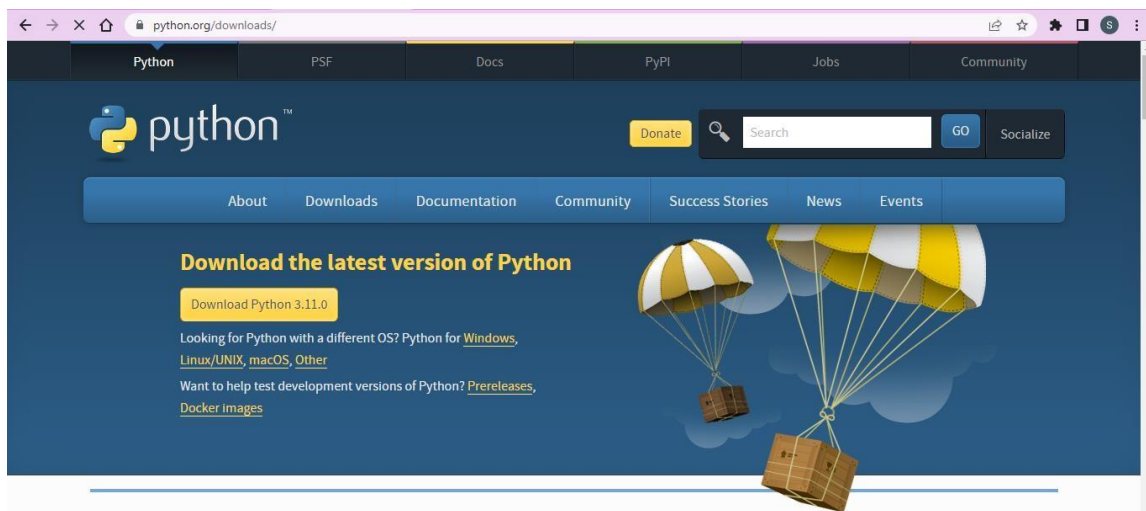 python.org/downloads/
S
Python PSF Docs PyPI Jobs Community
python™
Donate Search GO Socialize
About Downloads Documentation Community Success Stories News Events
Download the latest version of Python
Download Python 3.11.0
Looking for Python with a different OS? Python for Windows,
Linux/UNIX, macOS, Other
Want to help test development versions of Python? Prereleases,
Docker images